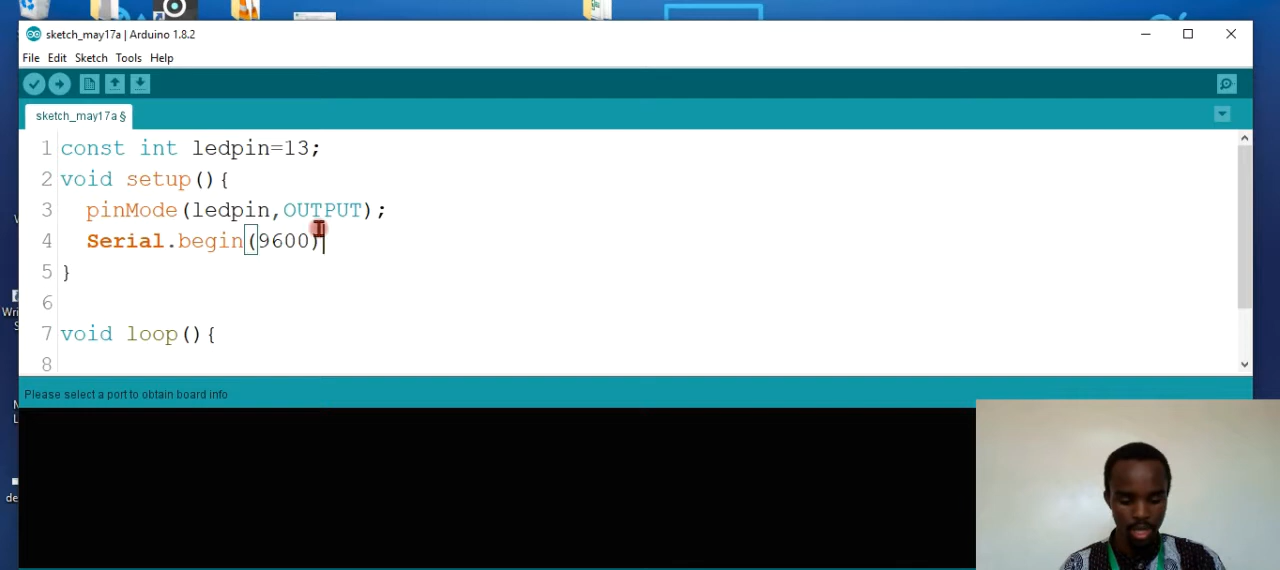 sketch_may17a | Arduino 1.8.2
File Edit Sketch Tools Help
sketch_may17a §
1 const int ledpin=13;
2 void setup(){
3 pinMode(ledpin,OUTPUT);
4 Serial.begin(9600)
5 }
6
7 void loop(){
8
Please select a port to obtain board info